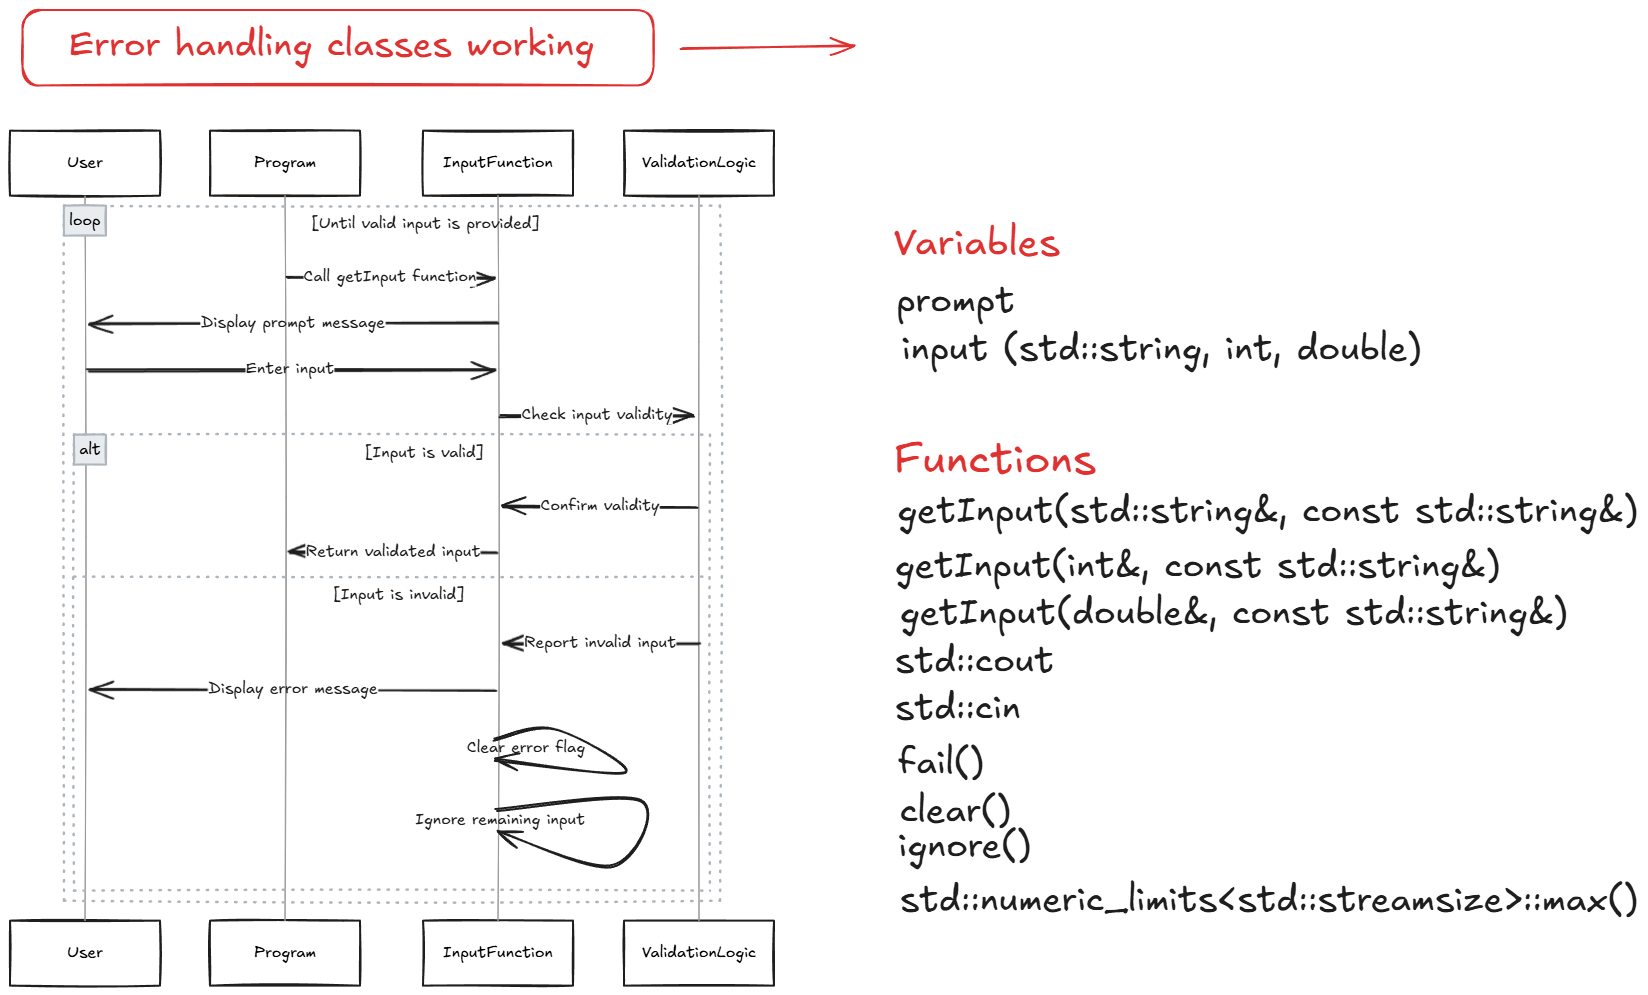 Error handling classes working
User
Program
InputFunction
ValidationLogic
loop
[Until valid input is provided]
Call getInput function
Display prompt message
Enter input
Check input validity
alt
[Input is valid]
Confirm validity
Return validated input
[Input is invalid]
Report invalid input
Display error message
Clear error flag
Ignore remaining input
User
Program
InputFunction
ValidationLogic
Variables
prompt
input (std::string, int, double)
Functions
getInput(std::string&, const std::string&)
getInput(int&, const std::string&)
getInput(double&, const std::string&)
std::cout
std::cin
fail()
clear()
ignore()
std::numeric_limits<std::streamsize>::max()